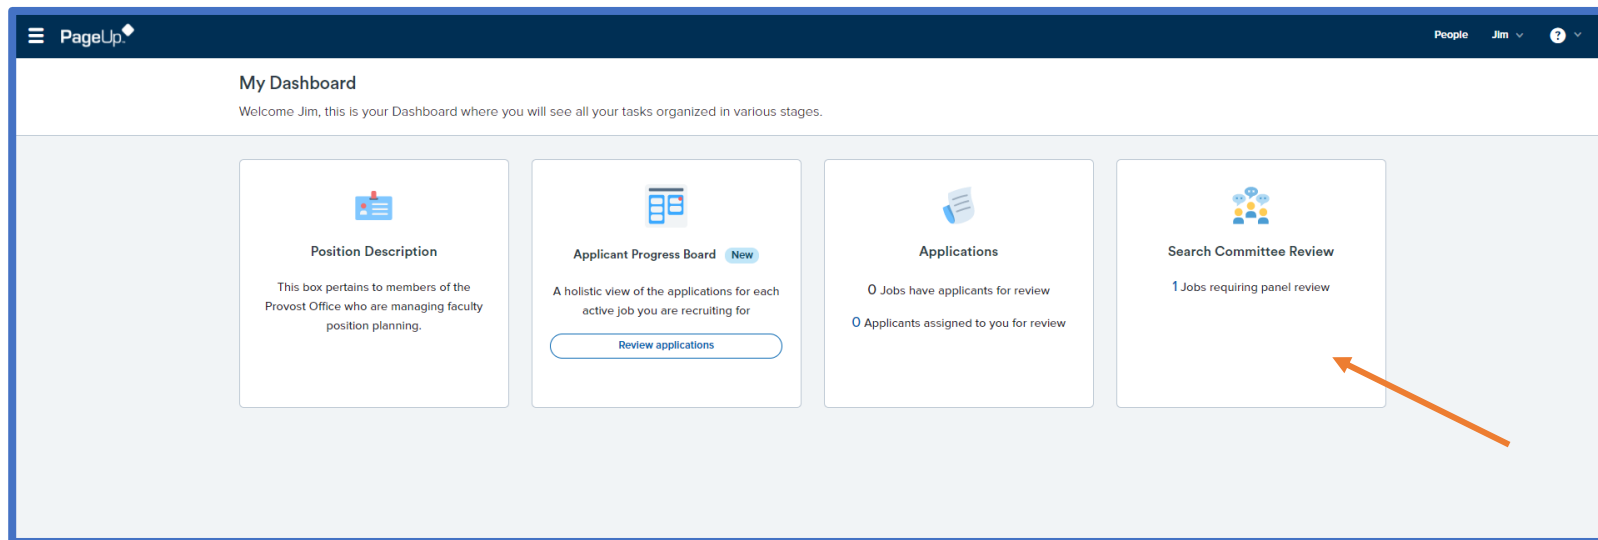 PageUp.
People
Jim
?
My Dashboard
Welcome Jim, this is your Dashboard where you will see all your tasks organized in various stages.
Position Description
This box pertains to members of the
Provost Office who are managing faculty
position planning.
Applicant Progress Board New
A holistic view of the applications for each
active job you are recruiting for
Review applications
Applications
0 Jobs have applicants for review
0 Applicants assigned to you for review
Search Committee Review
1 Jobs requiring panel review